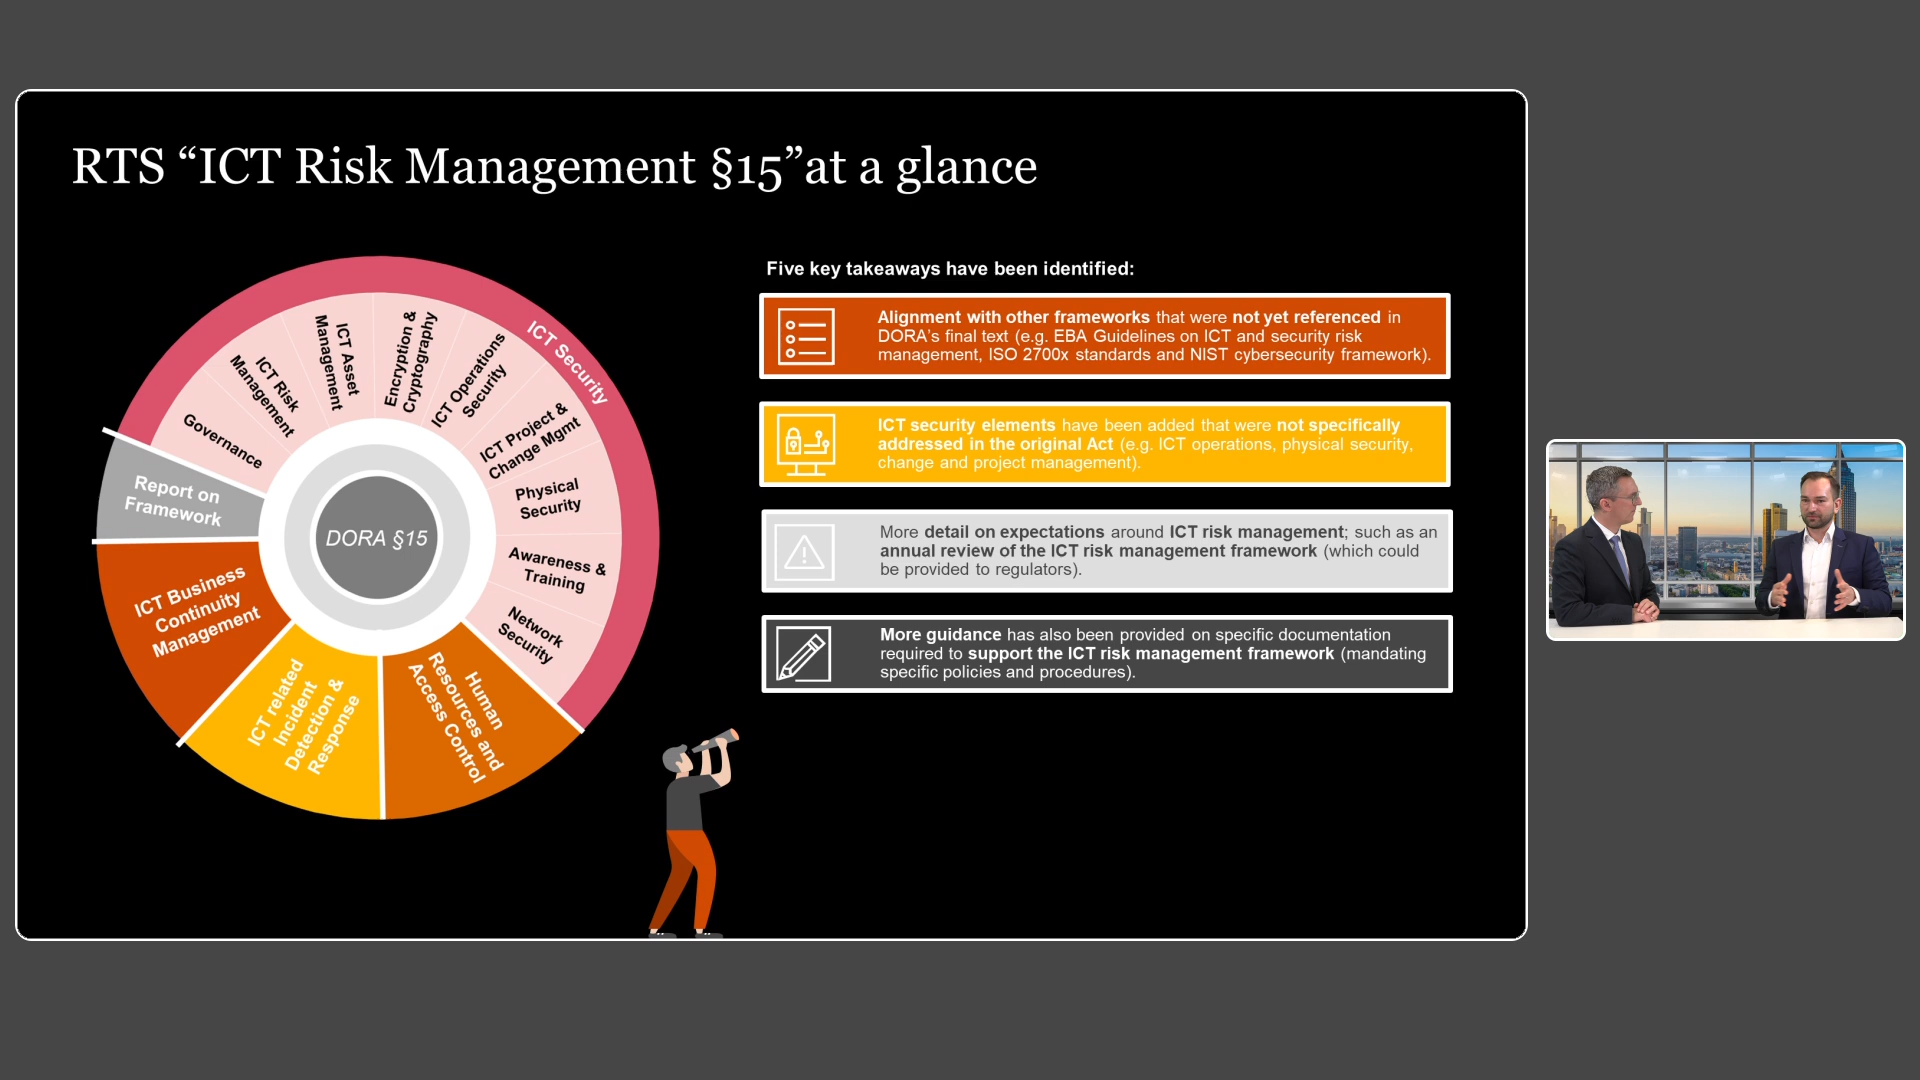 RTS “ICT Risk Management §15”at a glance
ICT Security
Governance
ICT Risk
Management
ICT Asset
Management
Encryption &
Cryptography
ICT Operations
Security
ICT Project &
Change Mgmt
Physical
Security
Awareness &
Training
Network
Security
Human
Resources and
Access Control
ICT related
Incident
Detection &
Response
ICT Business
Continuity
Management
Report on
Framework
DORA §15
Five key takeaways have been identified:
Alignment with other frameworks that were not yet referenced in
DORA’s final text (e.g. EBA Guidelines on ICT and security risk
management, ISO 2700x standards and NIST cybersecurity framework).
ICT security elements have been added that were not specifically
addressed in the original Act (e.g. ICT operations, physical security,
change and project management).
More detail on expectations around ICT risk management; such as an
annual review of the ICT risk management framework (which could
be provided to regulators).
More guidance has also been provided on specific documentation
required to support the ICT risk management framework (mandating
specific policies and procedures).